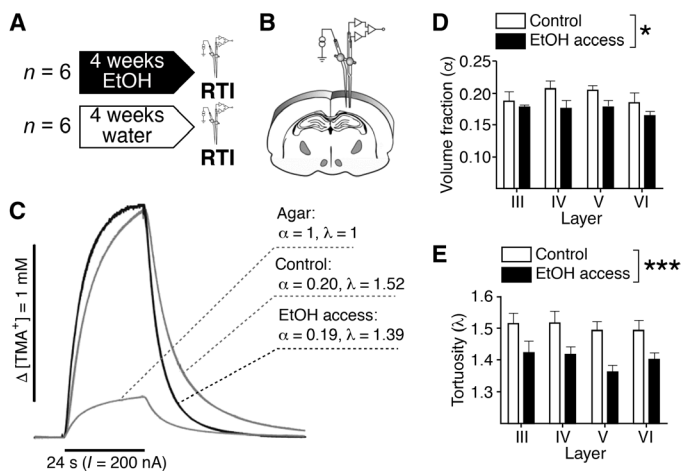 A
n = 6
4 weeks
EtOH
RTI
n = 6
4 weeks
water
RTI
B
C
Δ [TMA⁺] = 1 mM
24 s (I = 200 nA)
Agar:
α = 1, λ = 1
Control:
α = 0.20, λ = 1.52
EtOH access:
α = 0.19, λ = 1.39
D
Control
EtOH access
*
Volume fraction (α)
0.25
0.20
0.15
0.10
III IV V VI
Layer
E
Control
EtOH access
***
Tortuosity (λ)
1.6
1.5
1.4
1.3
III IV V VI
Layer